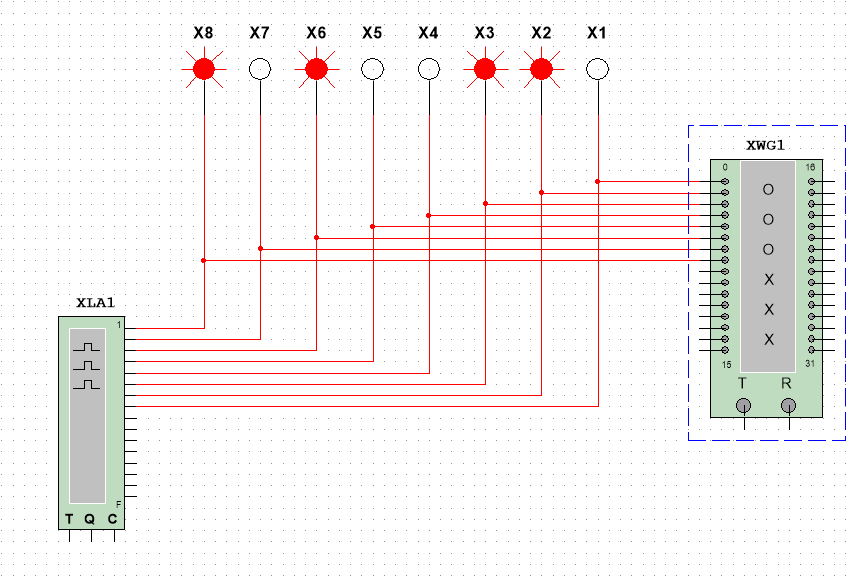 X8 X7 X6 X5 X4 X3 X2 X1
XWG1
0 16
O
O
O
X
X
X
15 31
T R
XLA1
1
F
T Q C